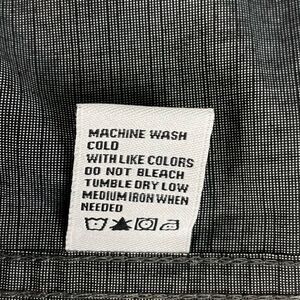 MACHINE WASH
COLD
WITH LIKE COLORS
DO NOT BLEACH
TUMBLE DRY LOW
MEDIUM IRON WHEN
NEEDED